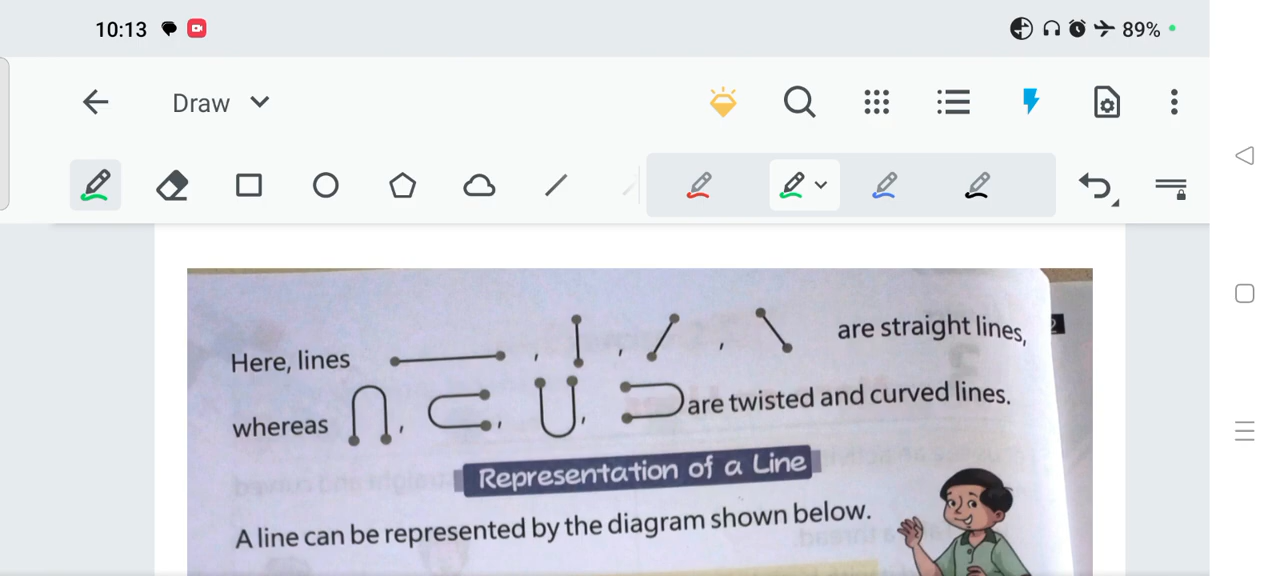 10:13
89%
Draw
Here, lines , , , are straight lines,
whereas , , , are twisted and curved lines.
Representation of a Line
A line can be represented by the diagram shown below.